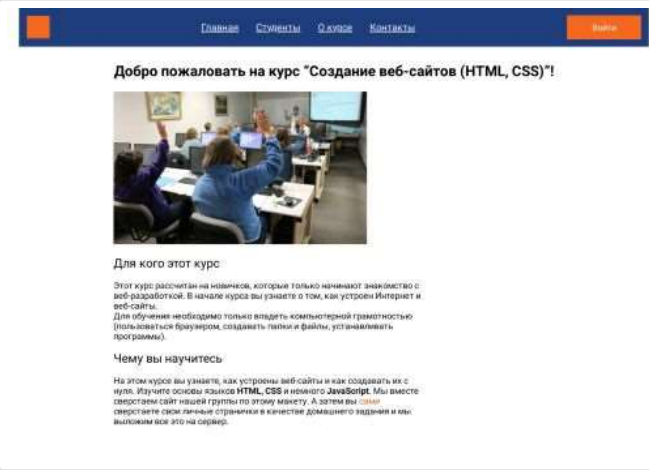 Главная Студенты О курсе Контакты Войти
Добро пожаловать на курс “Создание веб-сайтов (HTML, CSS)”!
Для кого этот курс
Этот курс рассчитан на новичков, которые только начинают знакомство с
веб-разработкой. В начале курса вы узнаете о том, как устроен Интернет и
веб-сайты.
Для обучения необходимо только владеть компьютерной грамотностью
(пользоваться браузером, создавать папки и файлы, устанавливать
программы).
Чему вы научитесь
На этом курсе вы узнаете, как устроены веб-сайты и как создавать их с
нуля. Изучите основы языков HTML, CSS и немного JavaScript. Мы вместе
сверстаем сайт нашей группы по этому макету. А затем вы сами
сверстаете свои личные странички в качестве домашнего задания и мы
выложим все это на сервер.